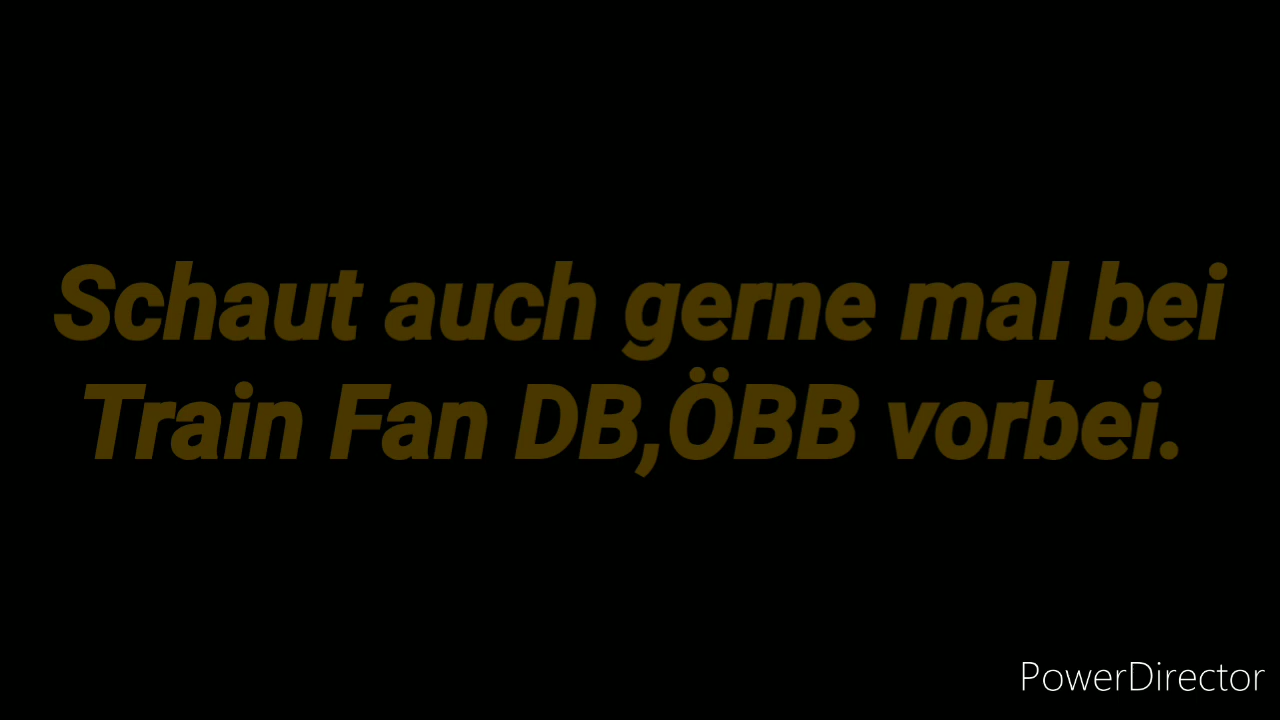 Schaut auch gerne mal bei
Train Fan DB,ÖBB vorbei.
PowerDirector